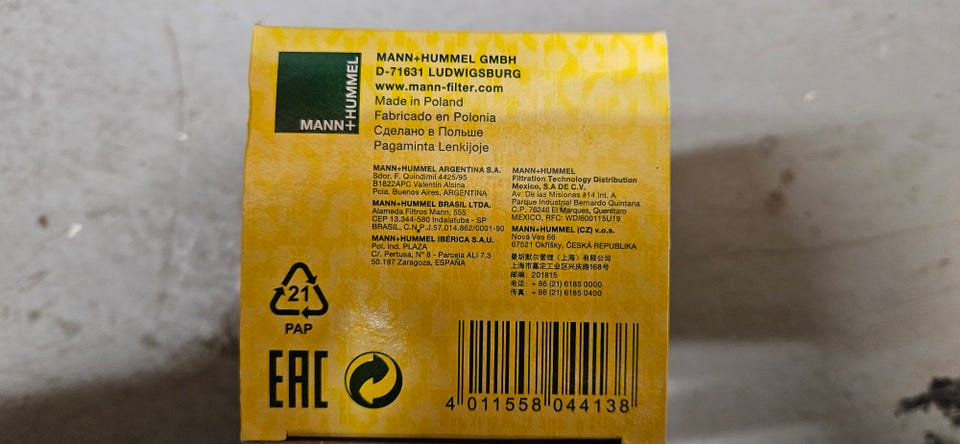 MANN+HUMMEL
MANN+HUMMEL GMBH
D-71631 LUDWIGSBURG
www.mann-filter.com
Made in Poland
Fabricado en Polonia
Сделано в Польше
Pagaminta Lenkijoje
MANN+HUMMEL ARGENTINA S.A.
Sdor. F. Quindimil 4425/95
B1822APC Valentín Alsina
Pcia. Buenos Aires, ARGENTINA
MANN+HUMMEL BRASIL LTDA.
Alameda Filtros Mann, 555
CEP 13.344-580 Indaiatuba - SP
BRASIL, C.N.P.J.57.014.862/0001-90
MANN+HUMMEL IBÉRICA S.A.U.
Pol. Ind. PLAZA
C/. Pertusa, Nº 8 - Parcela ALI 7.3
50.197 Zaragoza, ESPAÑA
MANN+HUMMEL
Filtration Technology Distribution
Mexico, S.A DE C.V.
Av. De las Misiones #14 Int. A
Parque Industrial Bernardo Quintana
C.P. 76246 El Marques, Querétaro
MEXICO, RFC: WDI600115U19
MANN+HUMMEL (CZ) v.o.s.
Nová Ves 66
67521 Okříšky, ČESKÁ REPUBLIKA
曼胡默尔管理（上海）有限公司
上海市嘉定工业区兴庆路168号
邮编：201815
电话：+ 86 (21) 6185 0000
传真：+ 86 (21) 6185 0400
21
PAP
EAC
4 011558 044138